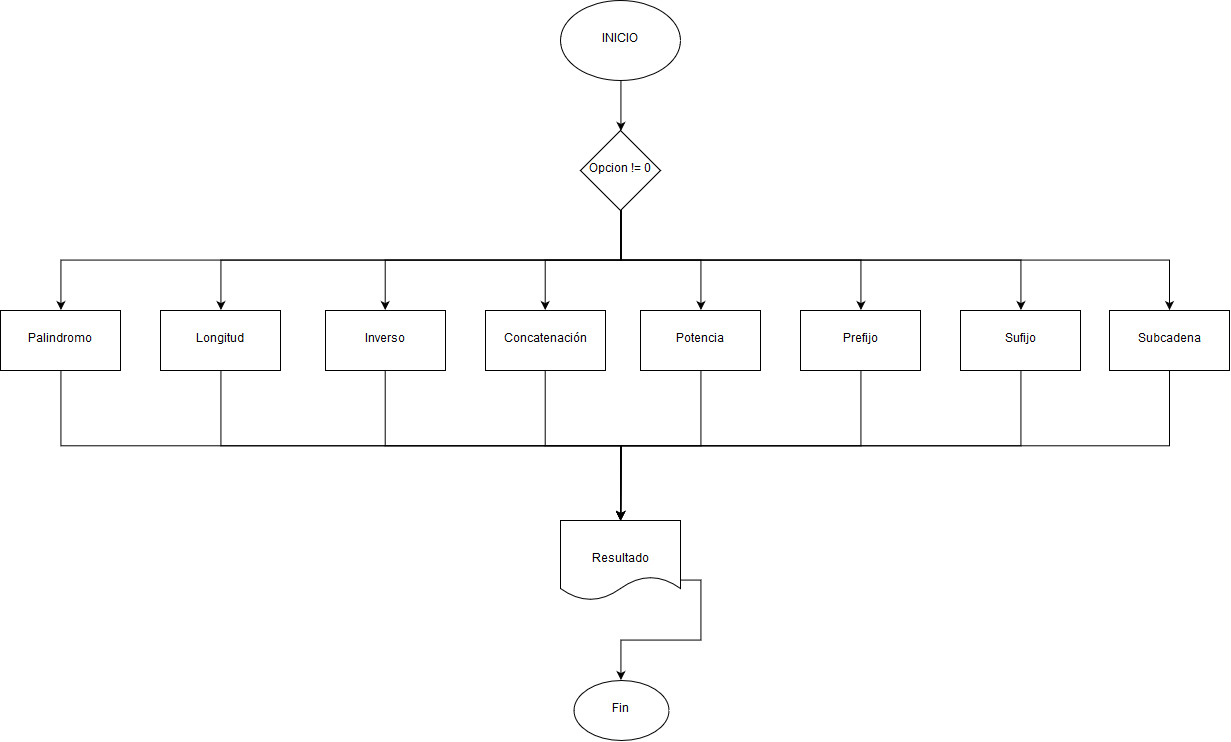 INICIO
Opcion != 0
Palindromo
Longitud
Inverso
Concatenación
Potencia
Prefijo
Sufijo
Subcadena
Resultado
Fin